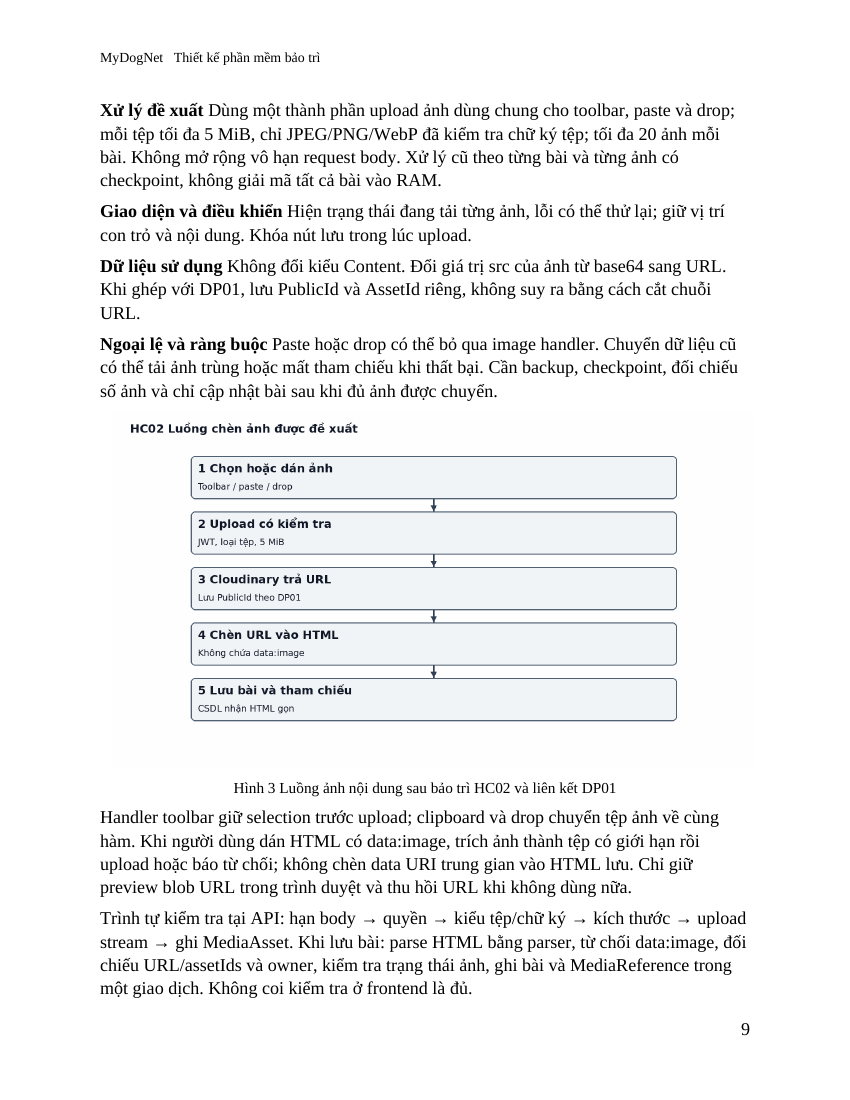 MyDogNet Thiết kế phần mềm bảo trì
Xử lý đề xuất Dùng một thành phần upload ảnh dùng chung cho toolbar, paste và drop;
mỗi tệp tối đa 5 MiB, chỉ JPEG/PNG/WebP đã kiểm tra chữ ký tệp; tối đa 20 ảnh mỗi
bài. Không mở rộng vô hạn request body. Xử lý cũ theo từng bài và từng ảnh có
checkpoint, không giải mã tất cả bài vào RAM.
Giao diện và điều khiển Hiện trạng thái đang tải từng ảnh, lỗi có thể thử lại; giữ vị trí
con trỏ và nội dung. Khóa nút lưu trong lúc upload.
Dữ liệu sử dụng Không đổi kiểu Content. Đổi giá trị src của ảnh từ base64 sang URL.
Khi ghép với DP01, lưu PublicId và AssetId riêng, không suy ra bằng cách cắt chuỗi
URL.
Ngoại lệ và ràng buộc Paste hoặc drop có thể bỏ qua image handler. Chuyển dữ liệu cũ
có thể tải ảnh trùng hoặc mất tham chiếu khi thất bại. Cần backup, checkpoint, đối chiếu
số ảnh và chỉ cập nhật bài sau khi đủ ảnh được chuyển.
HC02 Luồng chèn ảnh được đề xuất
1 Chọn hoặc dán ảnh
Toolbar / paste / drop
2 Upload có kiểm tra
JWT, loại tệp, 5 MiB
3 Cloudinary trả URL
Lưu PublicId theo DP01
4 Chèn URL vào HTML
Không chứa data:image
5 Lưu bài và tham chiếu
CSDL nhận HTML gọn
Hình 3 Luồng ảnh nội dung sau bảo trì HC02 và liên kết DP01
Handler toolbar giữ selection trước upload; clipboard và drop chuyển tệp ảnh về cùng
hàm. Khi người dùng dán HTML có data:image, trích ảnh thành tệp có giới hạn rồi
upload hoặc báo từ chối; không chèn data URI trung gian vào HTML lưu. Chỉ giữ
preview blob URL trong trình duyệt và thu hồi URL khi không dùng nữa.
Trình tự kiểm tra tại API: hạn body → quyền → kiểu tệp/chữ ký → kích thước → upload
stream → ghi MediaAsset. Khi lưu bài: parse HTML bằng parser, từ chối data:image, đối
chiếu URL/assetIds và owner, kiểm tra trạng thái ảnh, ghi bài và MediaReference trong
một giao dịch. Không coi kiểm tra ở frontend là đủ.
9